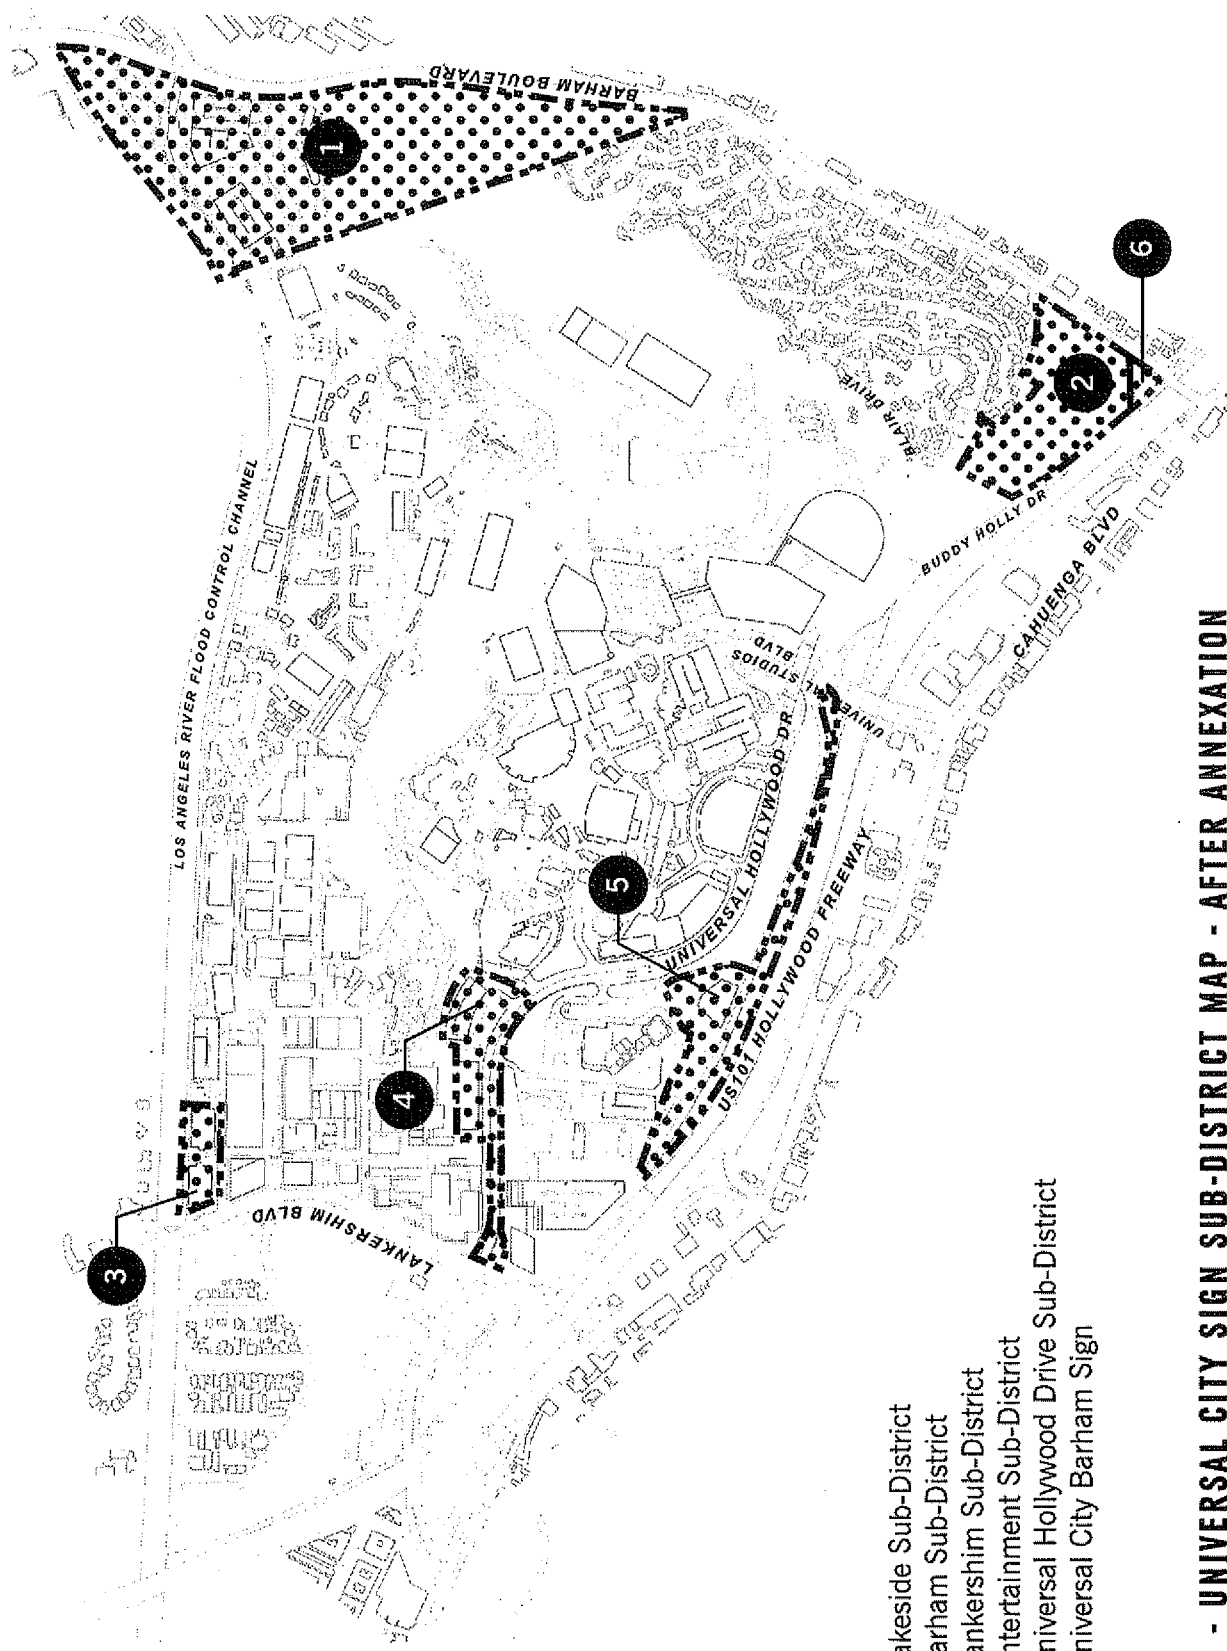 BARHAM BOULEVARD
1
LOS ANGELES RIVER FLOOD CONTROL CHANNEL
6
2
BLAIR DRIVE
BUDDY HOLLY DR
CAHUENGA BLVD
UNIVERSAL STUDIOS
BLVD
UNIVERSAL HOLLYWOOD DR
US101 HOLLYWOOD FREEWAY
5
4
3
LANKERSHIM BLVD
akeside Sub-District
arham Sub-District
ankershim Sub-District
ntertainment Sub-District
niversal Hollywood Drive Sub-District
niversal City Barham Sign
- UNIVERSAL CITY SIGN SUB-DISTRICT MAP - AFTER ANNEXATION